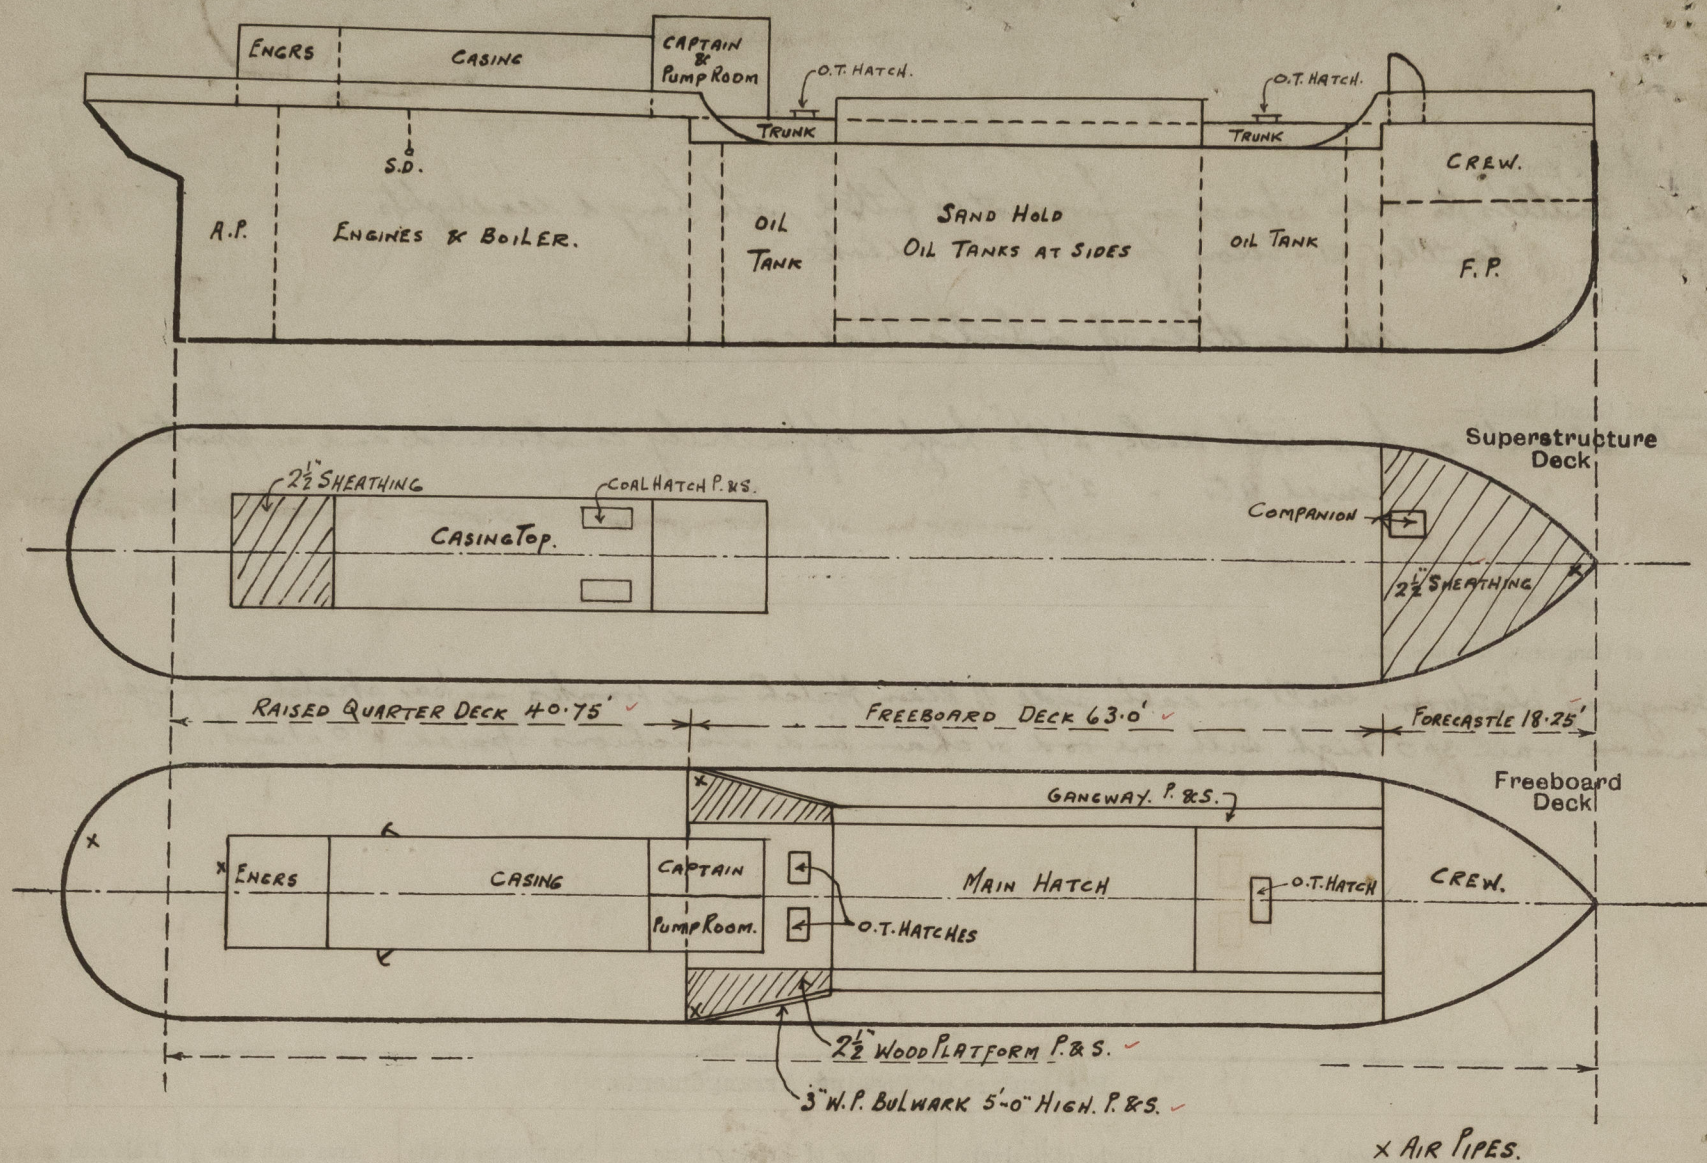 ENGRS
CASING
CAPTAIN
&
PUMP ROOM
O.T. HATCH.
O.T. HATCH.
TRUNK
TRUNK
S.D.
CREW.
A.P.
ENGINES & BOILER.
OIL
TANK
SAND HOLD
OIL TANKS AT SIDES
OIL TANK
F.P.
Superstructure
Deck
2½" SHEATHING
COAL HATCH P. & S.
CASING TOP.
COMPANION
2½" SHEATHING
RAISED QUARTER DECK 40.75'
FREEBOARD DECK 63.0'
FORECASTLE 18.25'
Freeboard
Deck
GANGWAY. P. & S.
ENGRS
CASING
CAPTAIN
PUMP ROOM.
MAIN HATCH
O.T. HATCH
CREW.
O.T. HATCHES
2½" WOOD PLATFORM P. & S.
3" W.P. BULWARK 5'-0" HIGH. P. & S.
x AIR PIPES.